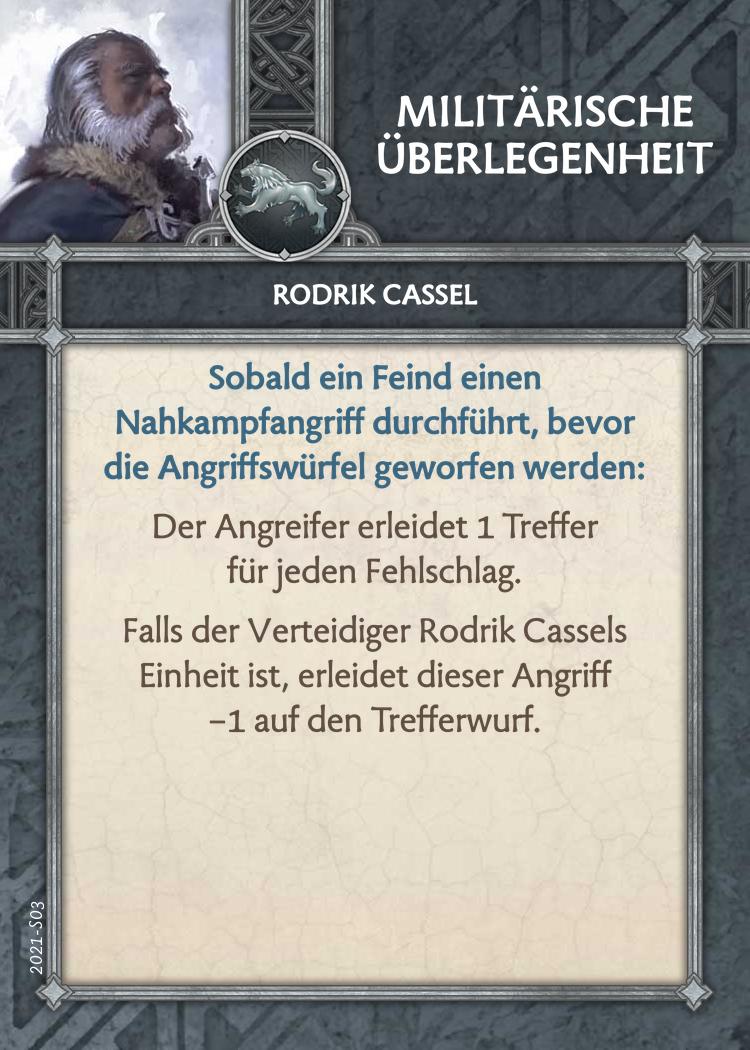 MILITÄRISCHE
ÜBERLEGENHEIT
RODRIK CASSEL
Sobald ein Feind einen
Nahkampfangriff durchführt, bevor
die Angriffswürfel geworfen werden:
Der Angreifer erleidet 1 Treffer
für jeden Fehlschlag.
Falls der Verteidiger Rodrik Cassels
Einheit ist, erleidet dieser Angriff
–1 auf den Trefferwurf.
2021-S03